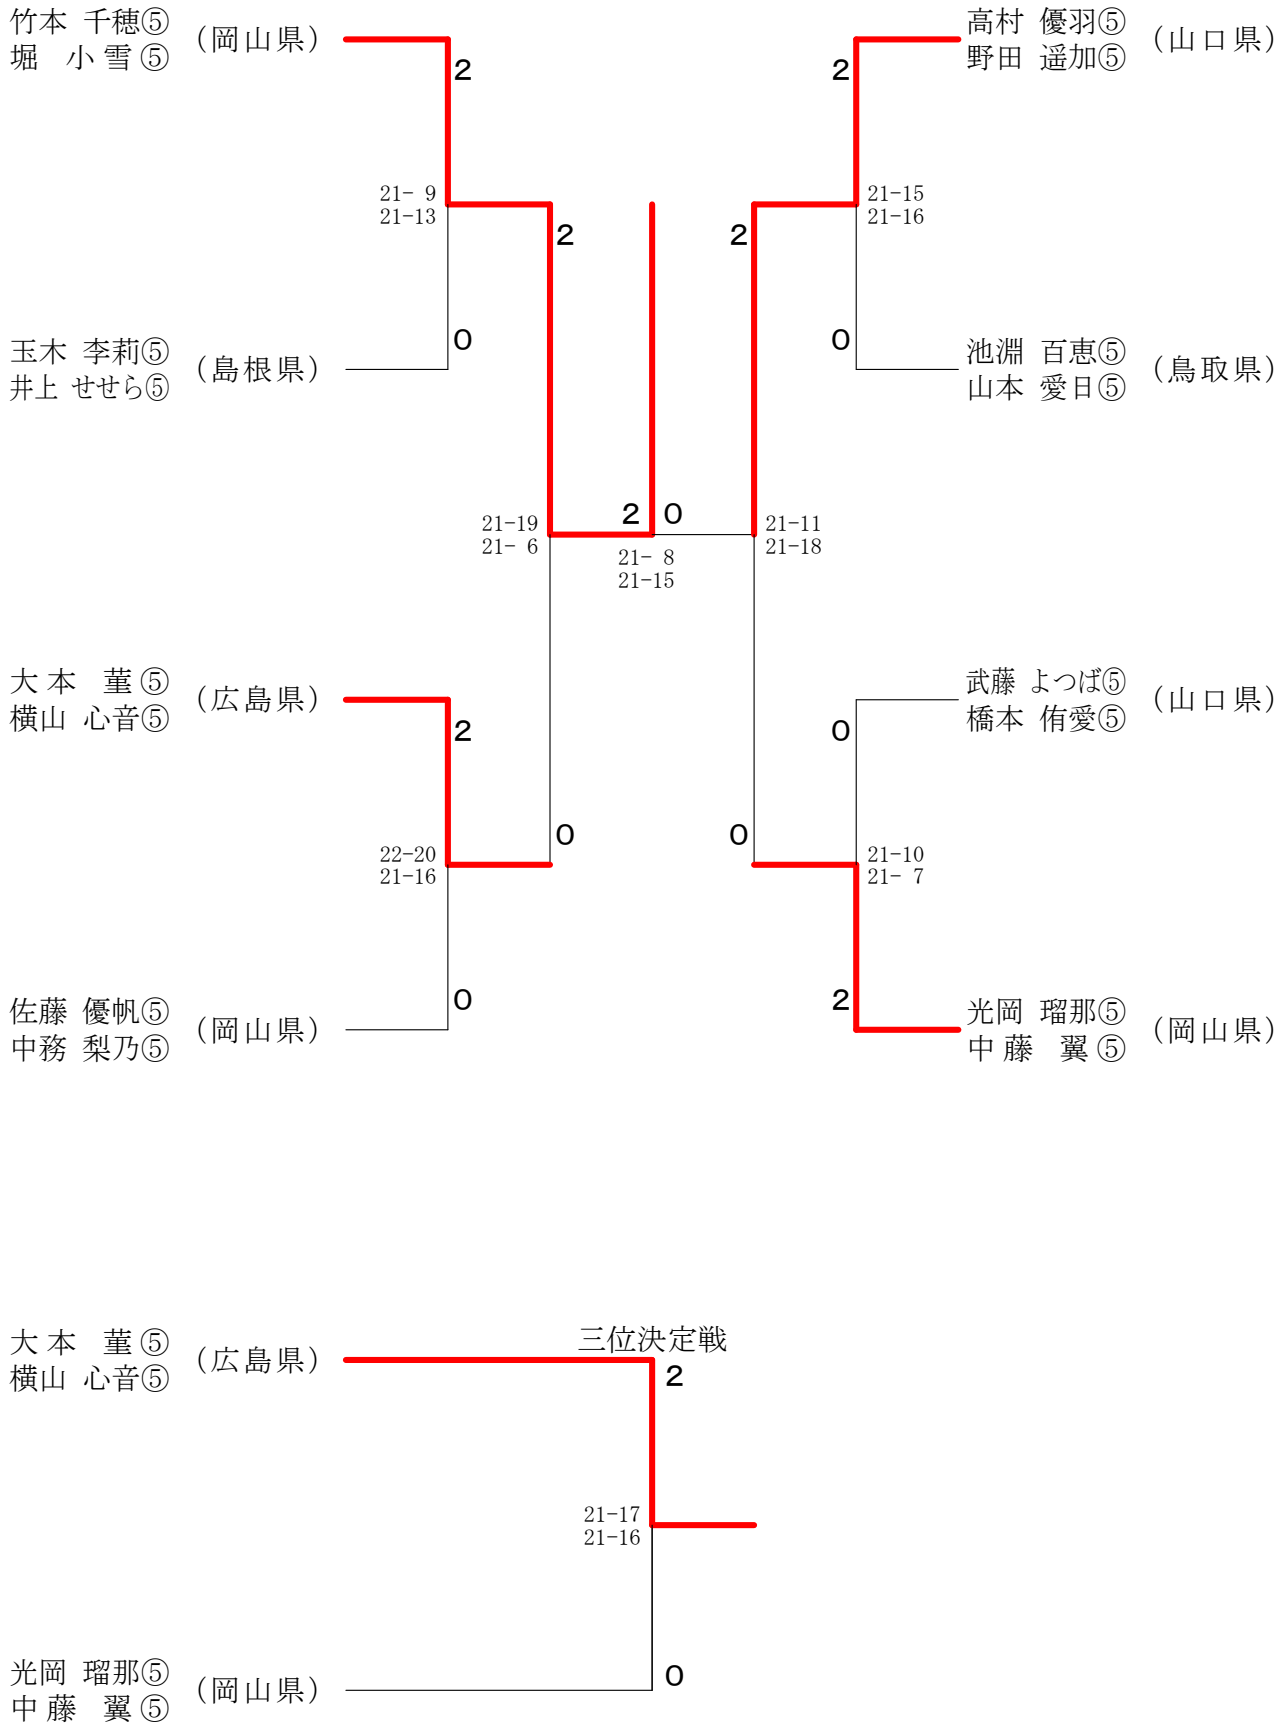 竹本 千穂⑤
堀 小雪⑤
(岡山県)
2
21- 9
21-13
0
玉木 李莉⑤
井上 せせら⑤
(島根県)
2
21-19
21- 6
0
大本 菫⑤
横山 心音⑤
(広島県)
2
22-20
21-16
0
佐藤 優帆⑤
中務 梨乃⑤
(岡山県)
2 0
21- 8
21-15
高村 優羽⑤
野田 遥加⑤
(山口県)
2
21-15
21-16
0
池淵 百恵⑤
山本 愛日⑤
(鳥取県)
2
21-11
21-18
0
武藤 よつば⑤
橋本 侑愛⑤
(山口県)
0
21-10
21- 7
2
光岡 瑠那⑤
中藤 翼⑤
(岡山県)
三位決定戦
大本 菫⑤
横山 心音⑤
(広島県)
2
21-17
21-16
0
光岡 瑠那⑤
中藤 翼⑤
(岡山県)